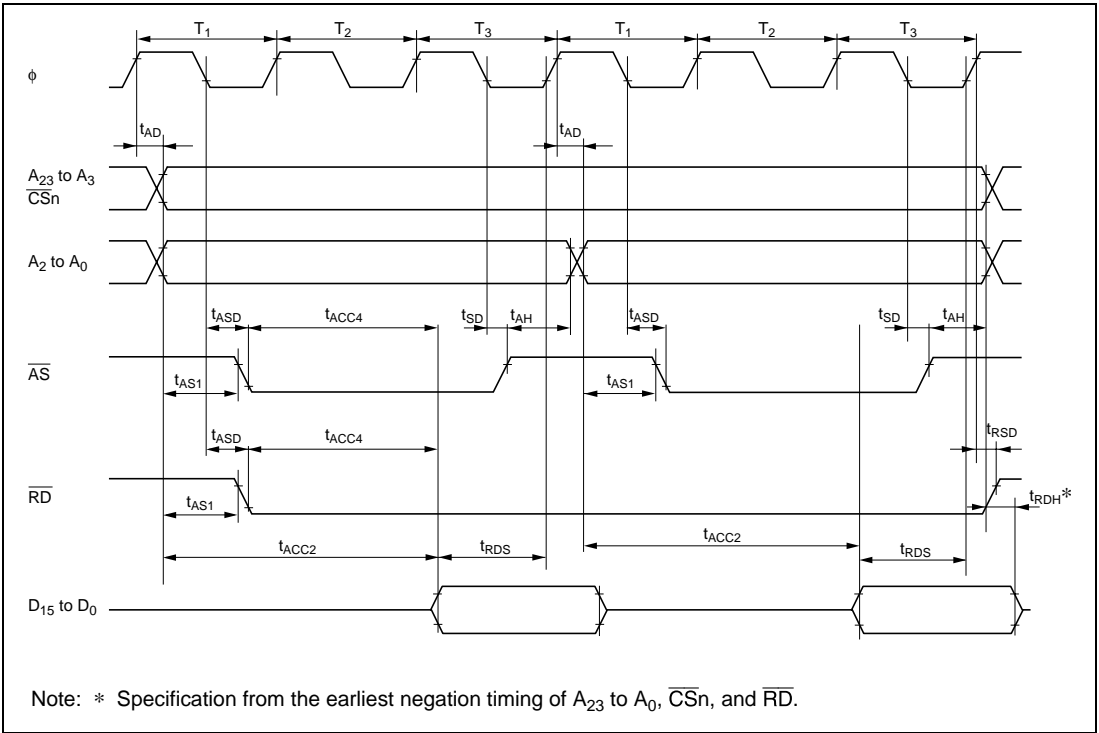 T1 T2 T3 T1 T2 T3
φ
tAD tAD
A23 to A3
CSn
A2 to A0
tASD tACC4 tSD tAH tASD tSD tAH
AS
tAS1 tAS1
tASD tACC4 tRSD
RD
tAS1 tRDH*
tACC2 tRDS tACC2 tRDS
D15 to D0
Note: * Specification from the earliest negation timing of A23 to A0, CSn, and RD.